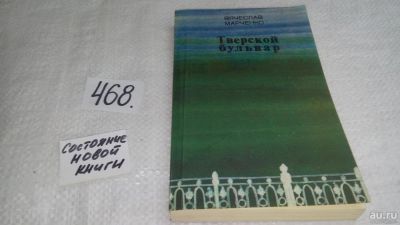 ВЯЧЕСЛАВ
МАРЧЕНКО
Тверской
бульвар
468.
СОСТОЯНИЕ
НОВОЙ
КНИГИ
au.ru